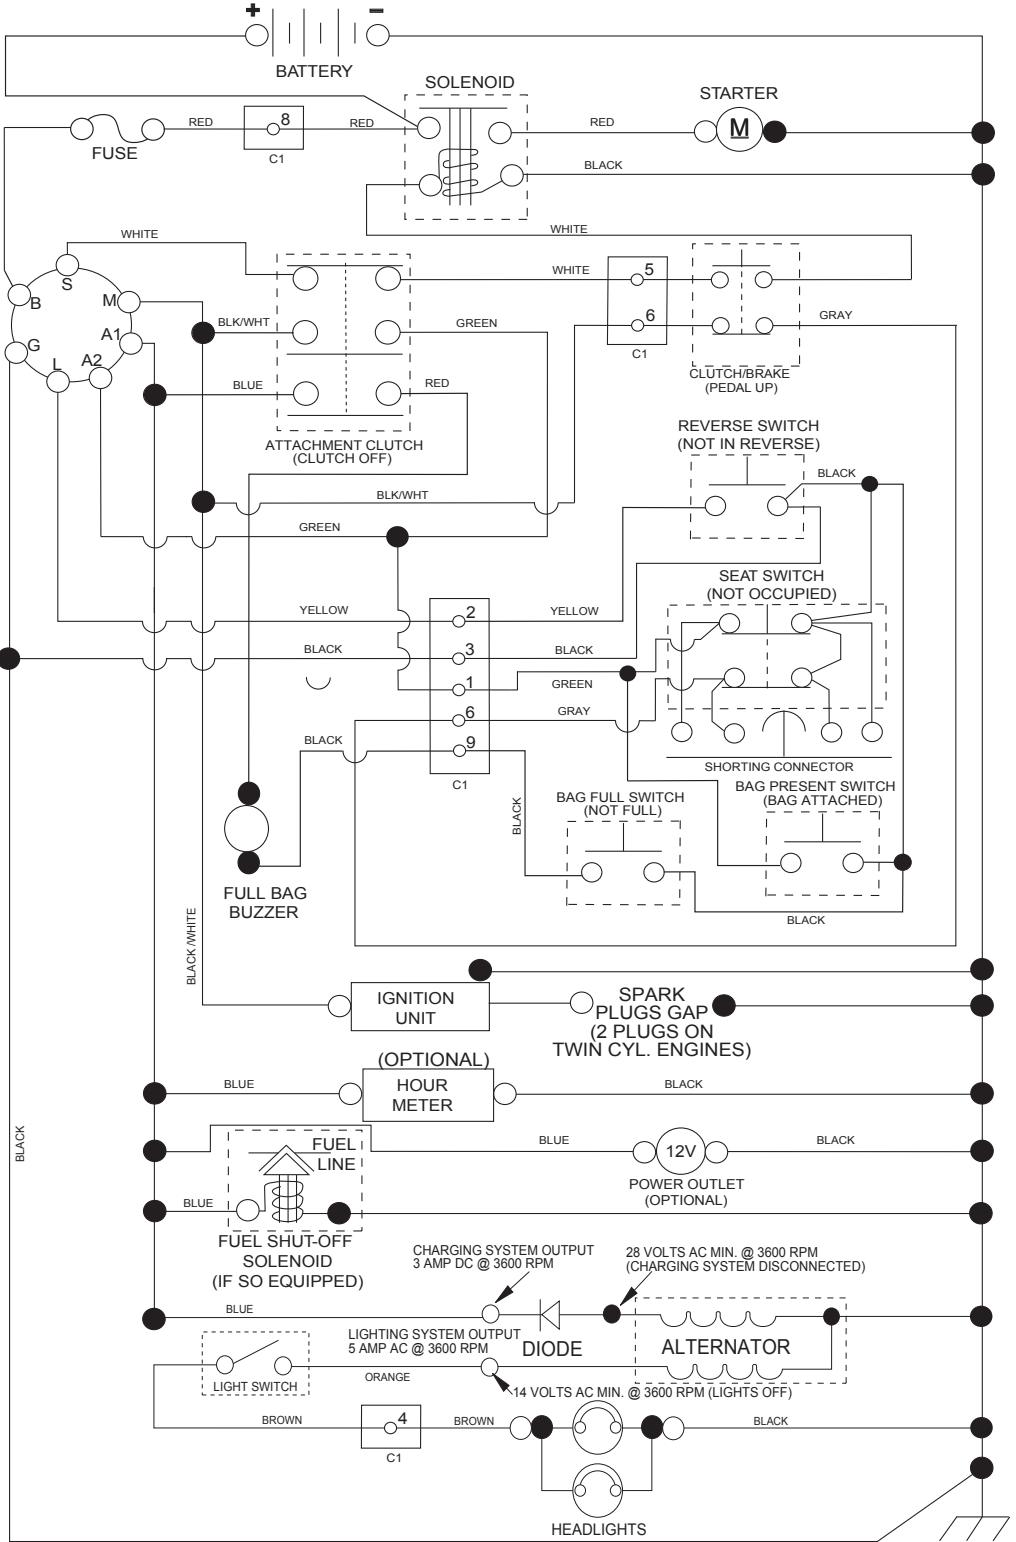 + −
BATTERY
SOLENOID
STARTER
RED
8
RED
RED
M
FUSE
C1
BLACK
WHITE
WHITE
S
B
M
G
A1
L
A2
WHITE
5
BLK/WHT
GREEN
6
GRAY
C1
CLUTCH/BRAKE
(PEDAL UP)
BLUE
RED
ATTACHMENT CLUTCH
(CLUTCH OFF)
REVERSE SWITCH
(NOT IN REVERSE)
BLACK
BLK/WHT
GREEN
SEAT SWITCH
(NOT OCCUPIED)
YELLOW
2
YELLOW
BLACK
3
BLACK
1
GREEN
6
GRAY
BLACK
9
C1
SHORTING CONNECTOR
BAG FULL SWITCH
(NOT FULL)
BAG PRESENT SWITCH
(BAG ATTACHED)
BLACK
FULL BAG
BUZZER
BLACK
BLACK /WHITE
IGNITION
UNIT
SPARK
PLUGS GAP
(2 PLUGS ON
TWIN CYL. ENGINES)
(OPTIONAL)
BLUE
HOUR
METER
BLACK
BLACK
FUEL
LINE
BLUE
12V
BLACK
POWER OUTLET
(OPTIONAL)
BLUE
FUEL SHUT-OFF
SOLENOID
(IF SO EQUIPPED)
CHARGING SYSTEM OUTPUT
3 AMP DC @ 3600 RPM
28 VOLTS AC MIN. @ 3600 RPM
(CHARGING SYSTEM DISCONNECTED)
BLUE
LIGHTING SYSTEM OUTPUT
5 AMP AC @ 3600 RPM
DIODE
ALTERNATOR
LIGHT SWITCH
ORANGE
14 VOLTS AC MIN. @ 3600 RPM (LIGHTS OFF)
BROWN
4
BROWN
BLACK
C1
HEADLIGHTS